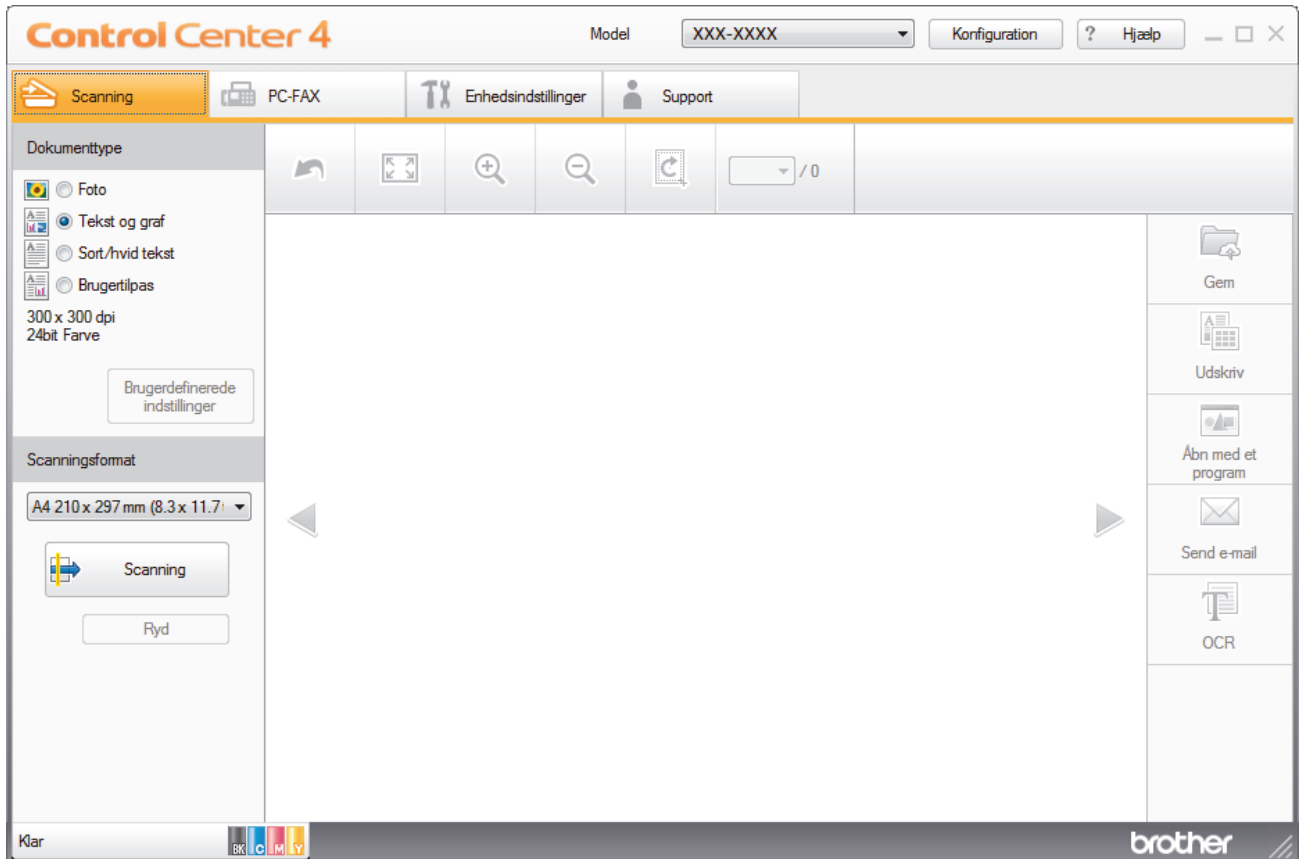 Control Center 4
Model
XXX-XXXX
Konfiguration
? Hjælp
Scanning
PC-FAX
Enhedsindstillinger
Support
Dokumenttype
/ 0
Foto
Tekst og graf
Sort/hvid tekst
Brugertilpas
300 x 300 dpi
24bit Farve
Brugerdefinerede
indstillinger
Scanningsformat
A4 210 x 297 mm (8.3 x 11.7
Scanning
Ryd
Gem
Udskriv
Åbn med et
program
Send e-mail
OCR
Klar
BK C M Y
brother